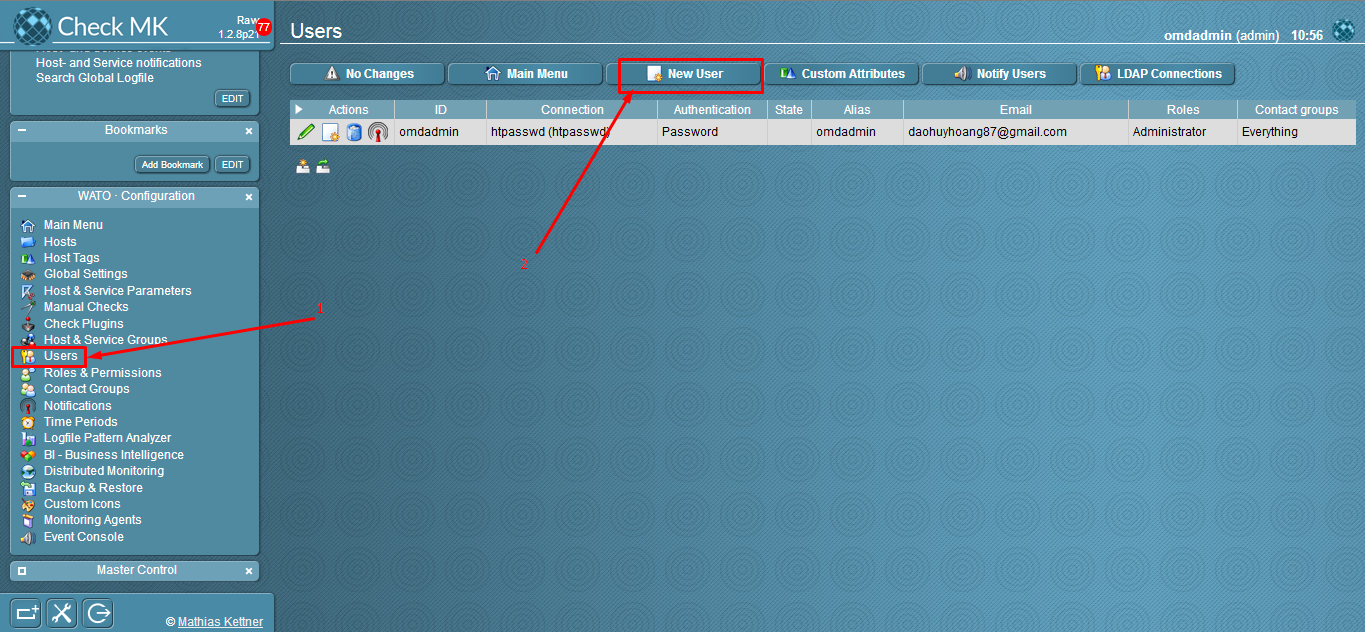 Check MK
Raw
1.2.8p21
77
Host- and Service notifications
Search Global Logfile
EDIT
Bookmarks
Add Bookmark
EDIT
WATO · Configuration
Main Menu
Hosts
Host Tags
Global Settings
Host & Service Parameters
Manual Checks
Check Plugins
Host & Service Groups
Users
Roles & Permissions
Contact Groups
Notifications
Time Periods
Logfile Pattern Analyzer
BI - Business Intelligence
Distributed Monitoring
Backup & Restore
Custom Icons
Monitoring Agents
Event Console
Master Control
© Mathias Kettner
Users
omdadmin (admin) 10:56
No Changes Main Menu New User Custom Attributes Notify Users LDAP Connections
Actions ID Connection Authentication State Alias Email Roles Contact groups
omdadmin htpasswd (htpasswd) Password omdadmin daohuyhoang87@gmail.com Administrator Everything
2
1